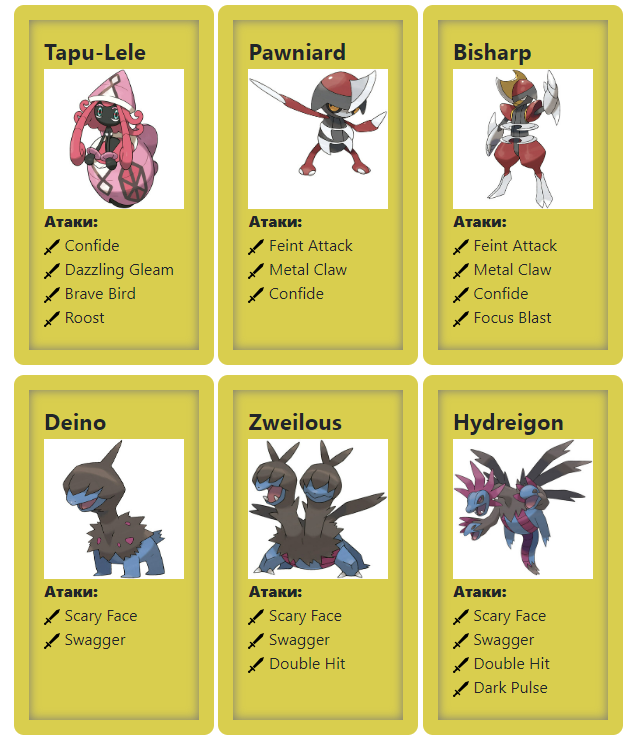 Tapu-Lele
Атаки:
Confide
Dazzling Gleam
Brave Bird
Roost
Pawniard
Атаки:
Feint Attack
Metal Claw
Confide
Bisharp
Атаки:
Feint Attack
Metal Claw
Confide
Focus Blast
Deino
Атаки:
Scary Face
Swagger
Zweilous
Атаки:
Scary Face
Swagger
Double Hit
Hydreigon
Атаки:
Scary Face
Swagger
Double Hit
Dark Pulse